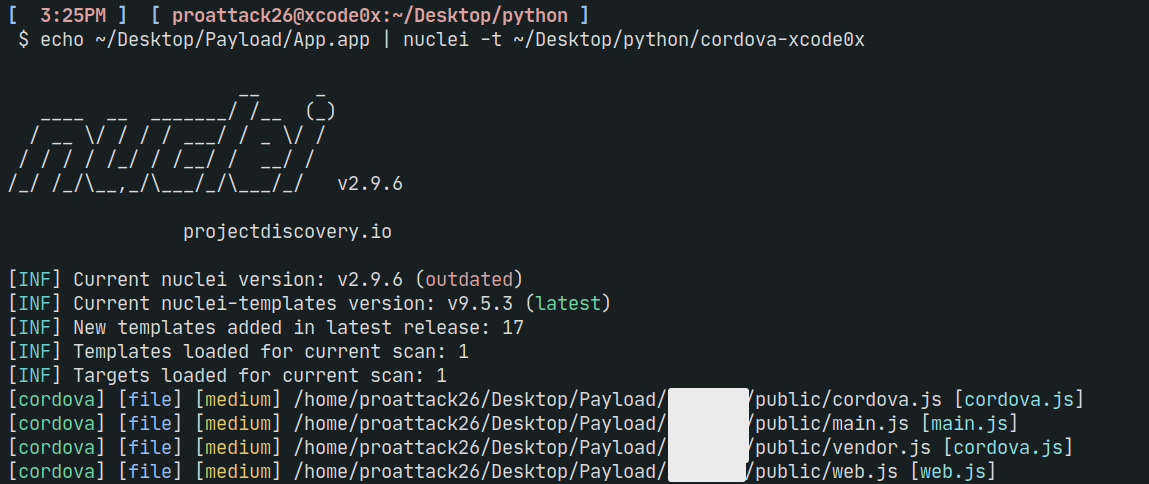 [  3:25PM ]  [ proattack26@xcode0x:~/Desktop/python ]
 $ echo ~/Desktop/Payload/App.app | nuclei -t ~/Desktop/python/cordova-xcode0x
nuclei v2.9.6
projectdiscovery.io
[INF] Current nuclei version: v2.9.6 (outdated)
[INF] Current nuclei-templates version: v9.5.3 (latest)
[INF] New templates added in latest release: 17
[INF] Templates loaded for current scan: 1
[INF] Targets loaded for current scan: 1
[cordova] [file] [medium] /home/proattack26/Desktop/Payload/ /public/cordova.js [cordova.js]
[cordova] [file] [medium] /home/proattack26/Desktop/Payload/ /public/main.js [main.js]
[cordova] [file] [medium] /home/proattack26/Desktop/Payload/ /public/vendor.js [cordova.js]
[cordova] [file] [medium] /home/proattack26/Desktop/Payload/ /public/web.js [web.js]